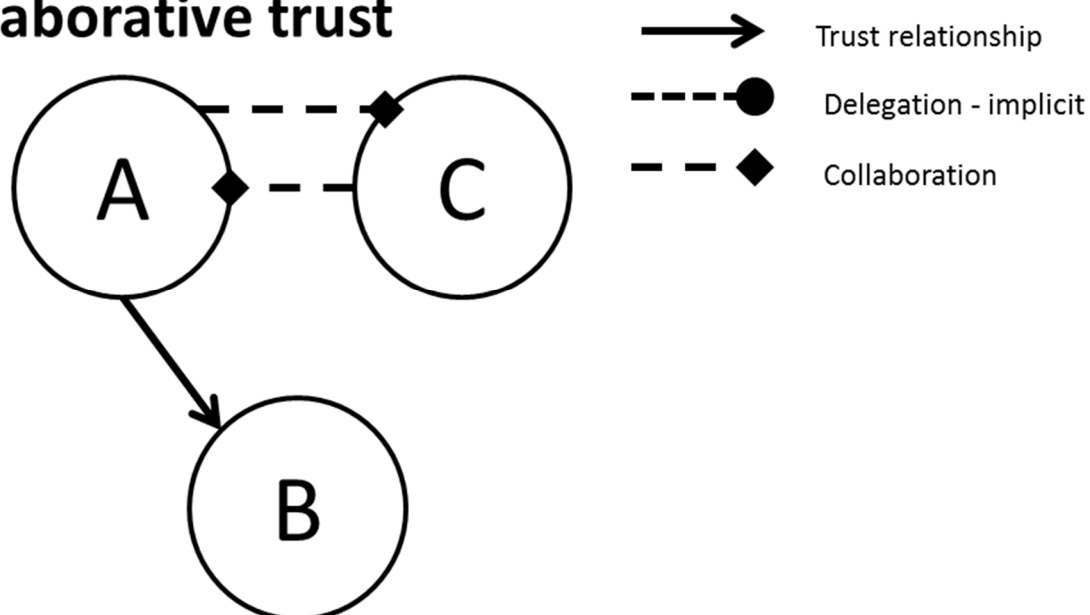 aborative trust
Trust relationship
Delegation - implicit
Collaboration
A
C
B